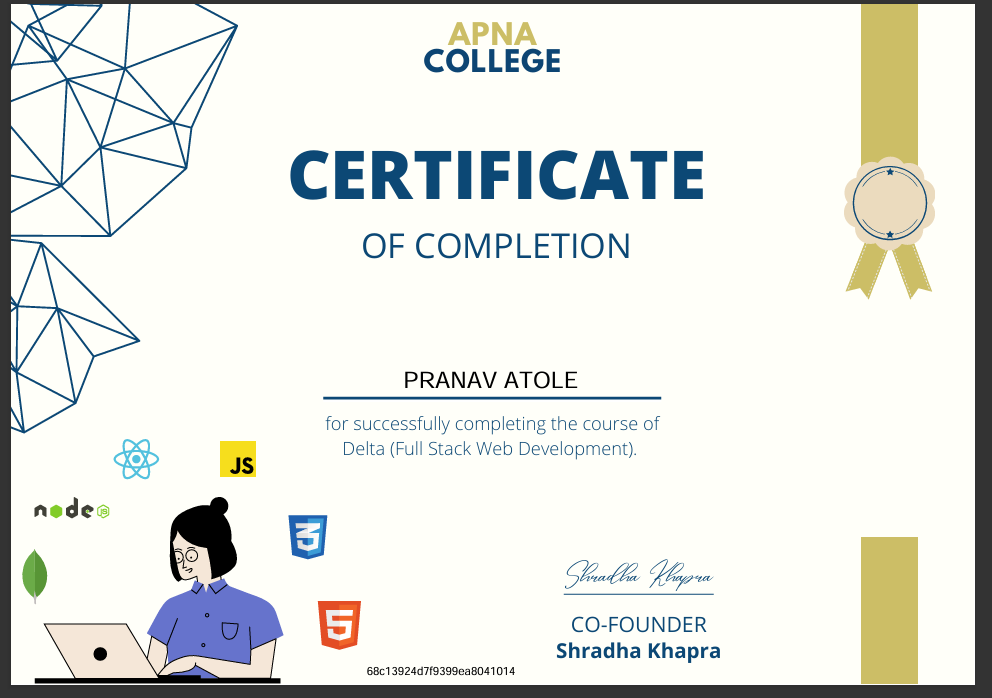 APNA
COLLEGE
CERTIFICATE
OF COMPLETION
PRANAV ATOLE
for successfully completing the course of
Delta (Full Stack Web Development).
JS
node
JS
3
5
Shradha Khapra
CO-FOUNDER
Shradha Khapra
68c13924d7f9399ea8041014